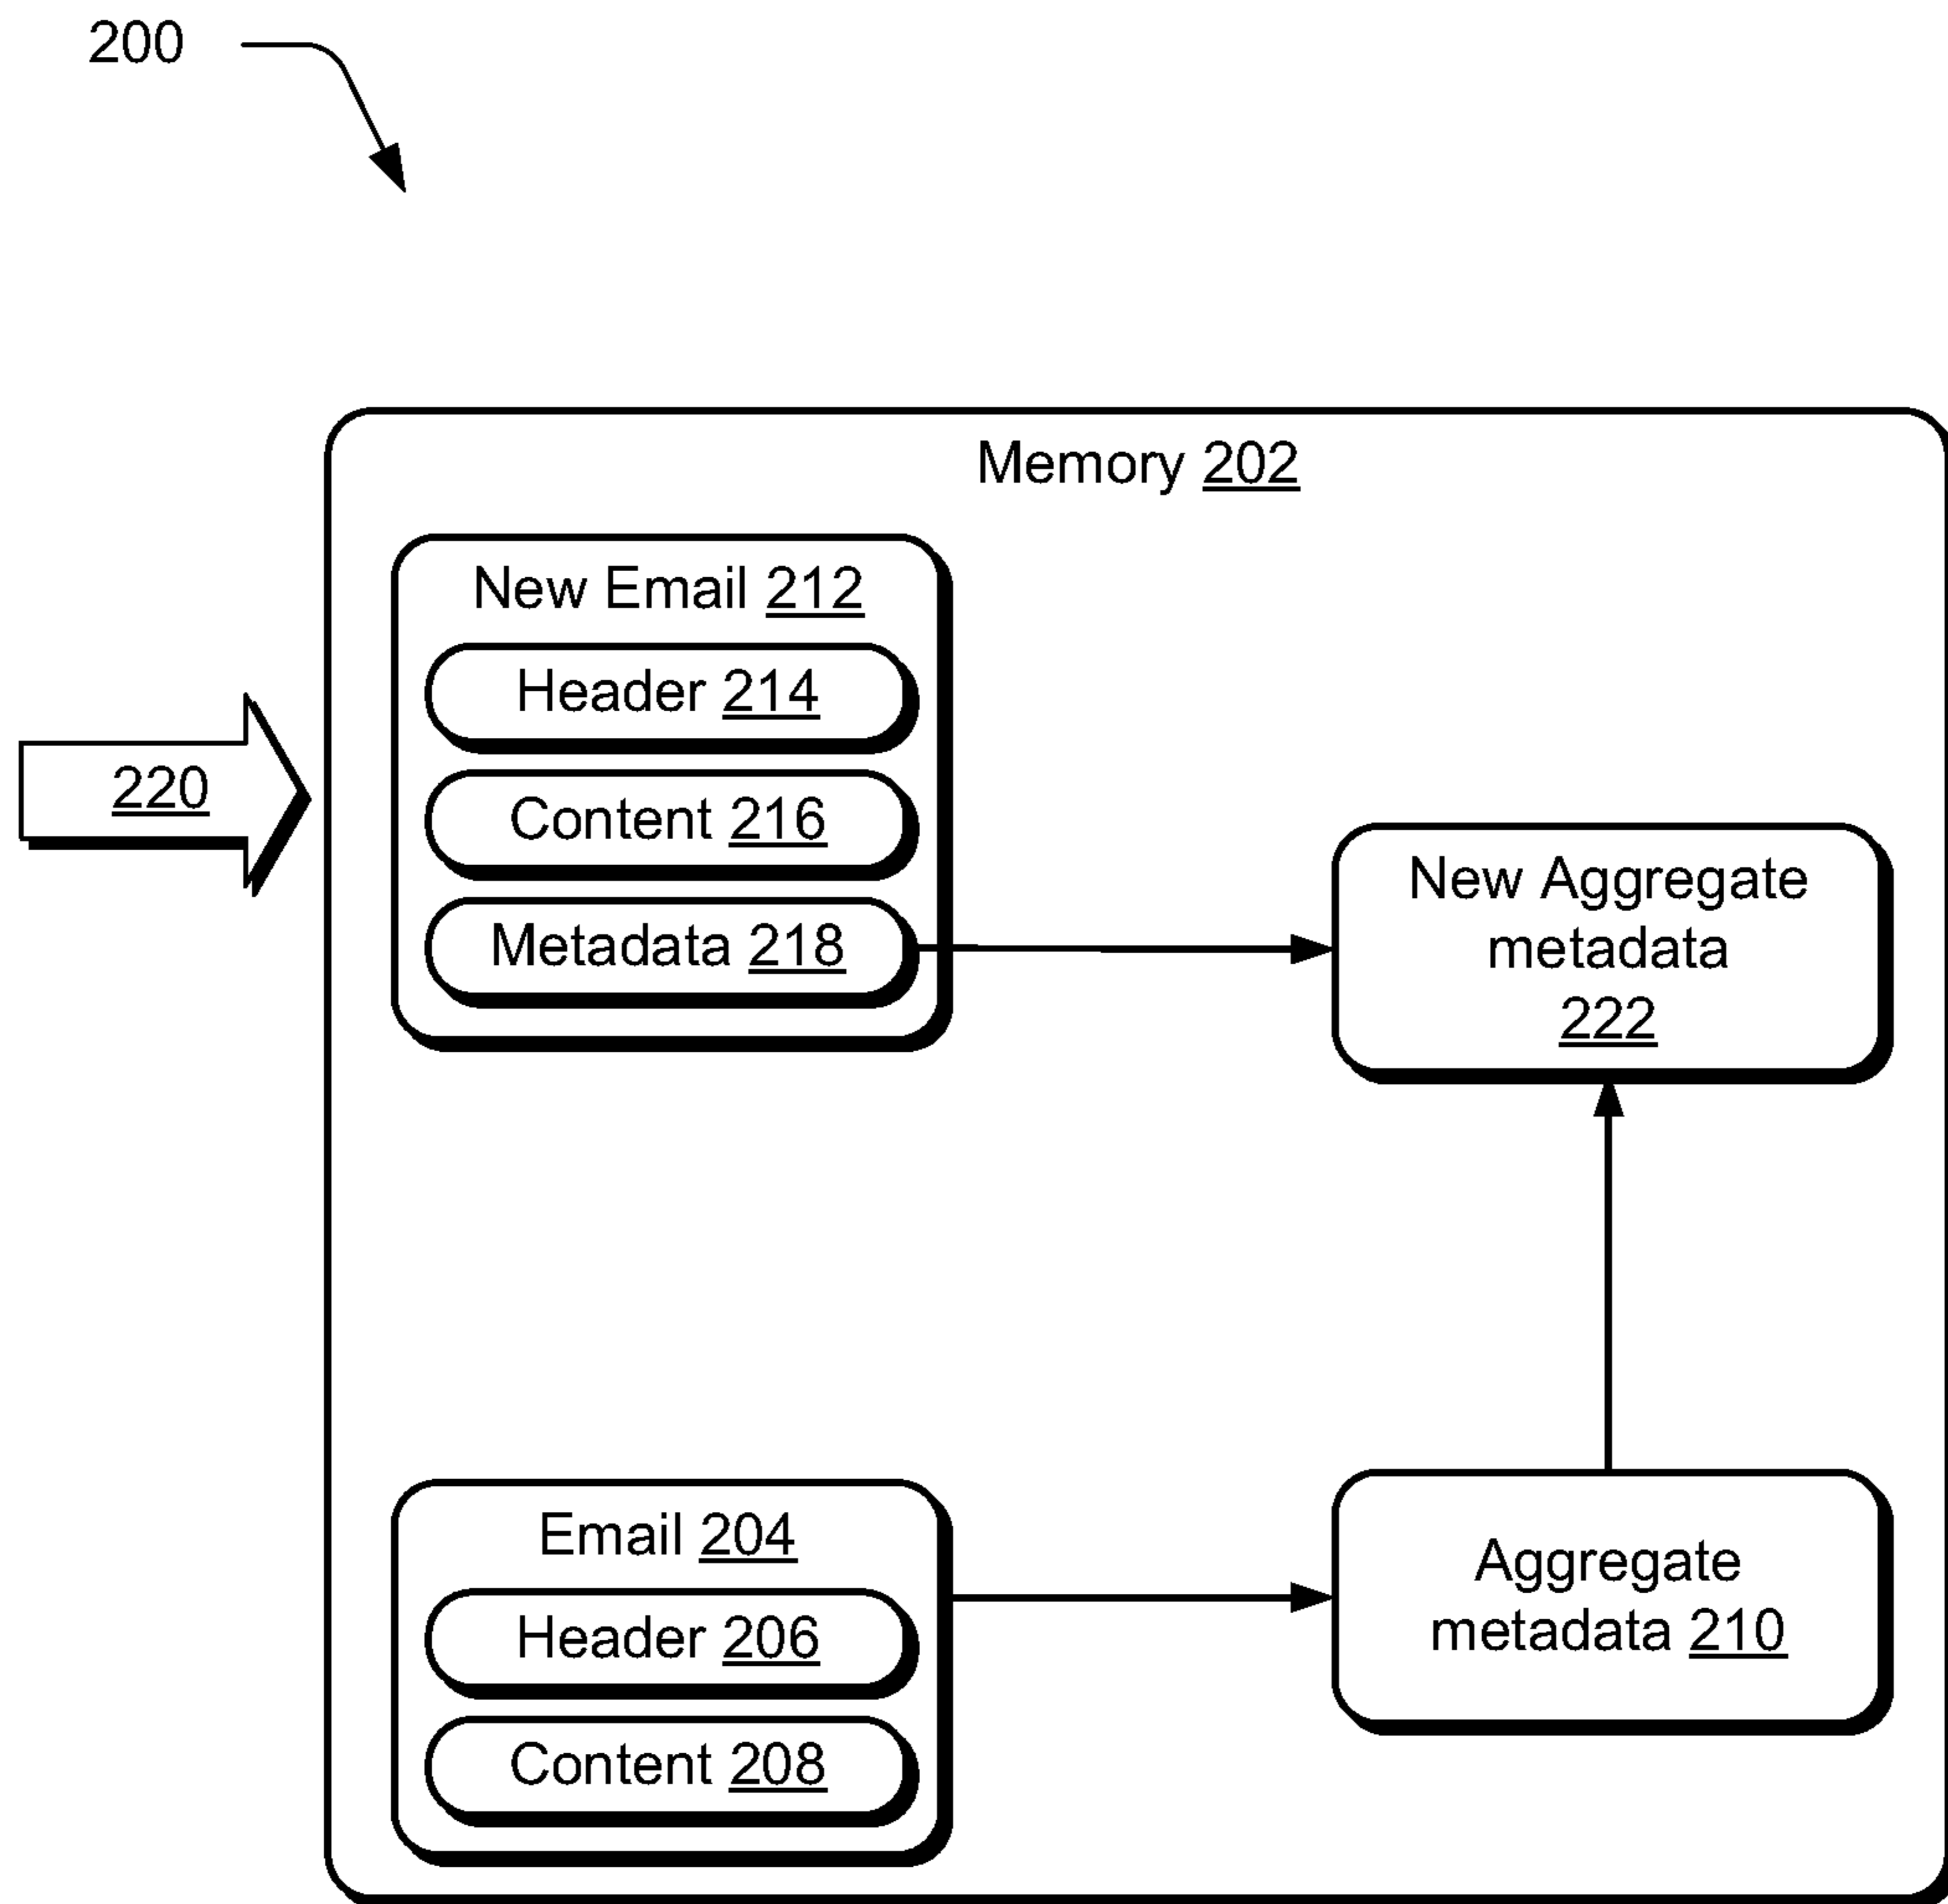 200
Memory 202
New Email 212
Header 214
Content 216
Metadata 218
220
New Aggregate
metadata
222
Email 204
Header 206
Content 208
Aggregate
metadata 210